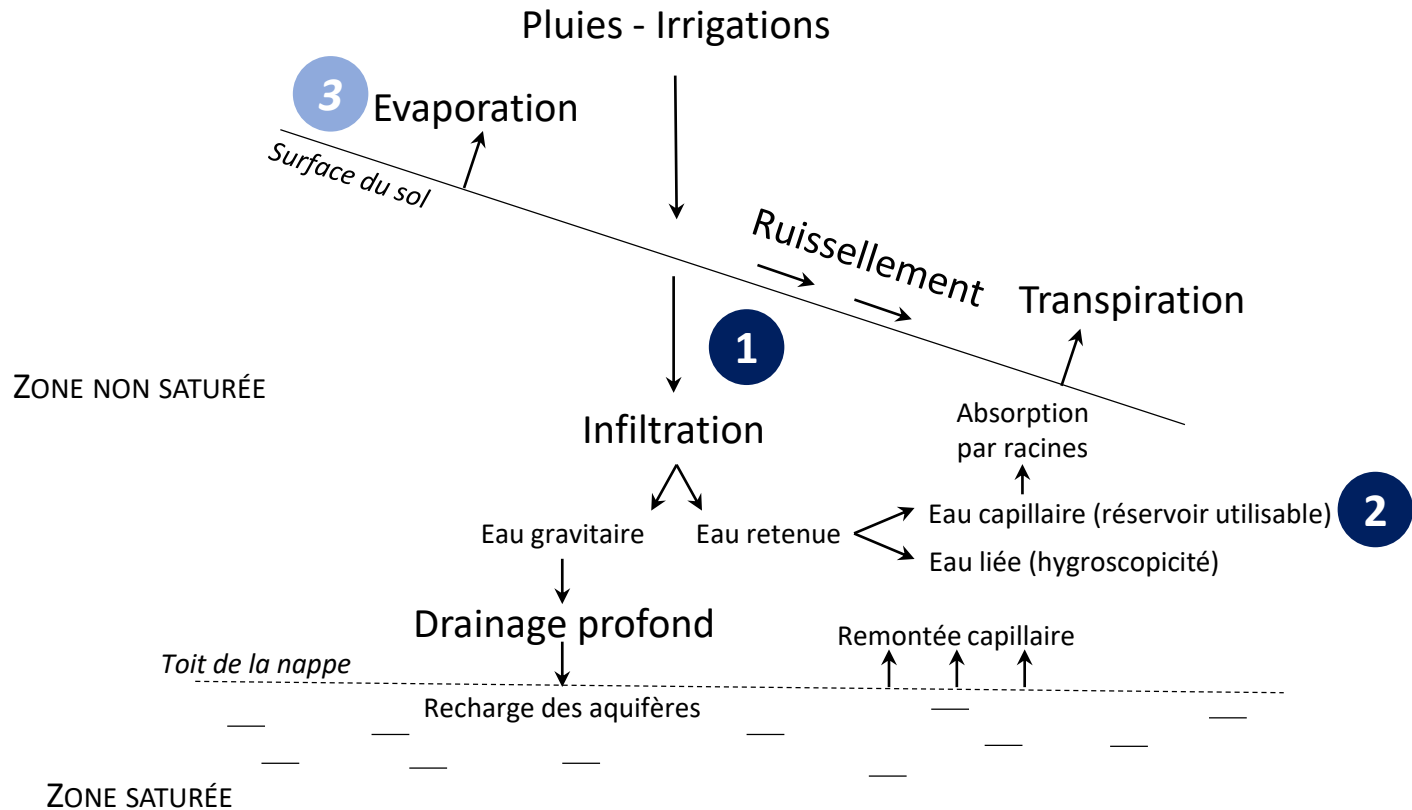 Pluies - Irrigations
3
Evaporation
Surface du sol
Ruissellement
Transpiration
1
ZONE NON SATURÉE
Infiltration
Absorption
par racines
Eau gravitaire
Eau retenue
Eau capillaire (réservoir utilisable)
2
Eau liée (hygroscopicité)
Drainage profond
Remontée capillaire
Toit de la nappe
Recharge des aquifères
ZONE SATURÉE